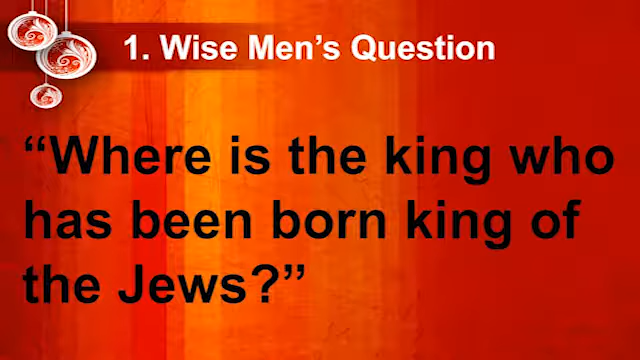 1. Wise Men’s Question
“Where is the king who
has been born king of
the Jews?”